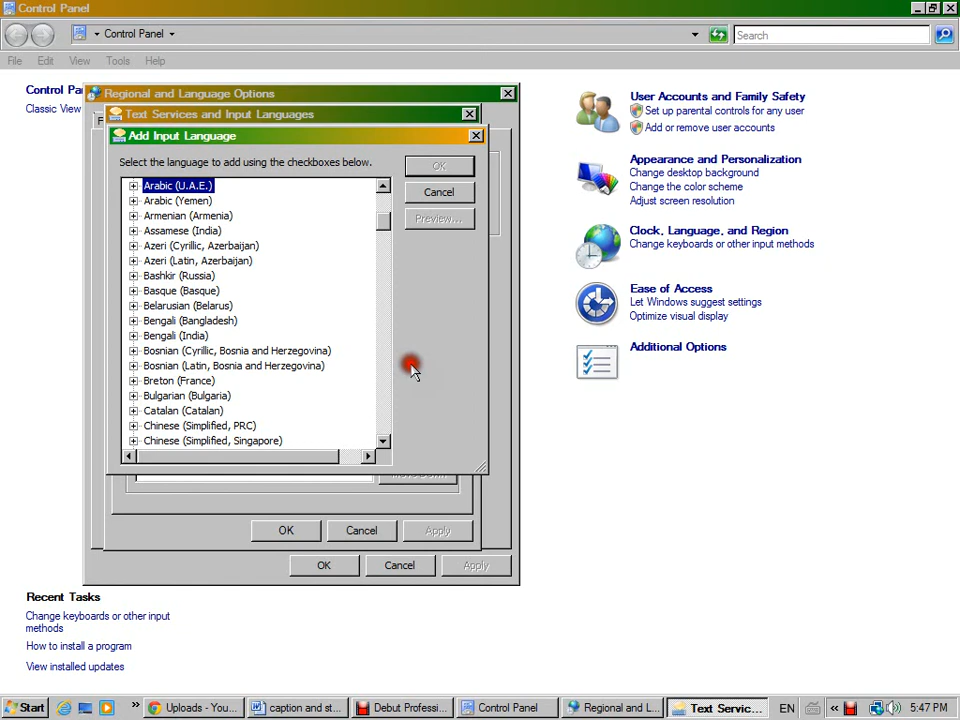 Control Panel
Control Panel
Search
File Edit View Tools Help
Control Pa
Classic View
Regional and Language Options
Text Services and Input Languages
Add Input Language
Select the language to add using the checkboxes below.
OK
Cancel
Preview...
Arabic (U.A.E.)
Arabic (Yemen)
Armenian (Armenia)
Assamese (India)
Azeri (Cyrillic, Azerbaijan)
Azeri (Latin, Azerbaijan)
Bashkir (Russia)
Basque (Basque)
Belarusian (Belarus)
Bengali (Bangladesh)
Bengali (India)
Bosnian (Cyrillic, Bosnia and Herzegovina)
Bosnian (Latin, Bosnia and Herzegovina)
Breton (France)
Bulgarian (Bulgaria)
Catalan (Catalan)
Chinese (Simplified, PRC)
Chinese (Simplified, Singapore)
OK Cancel Apply
OK Cancel Apply
User Accounts and Family Safety
Set up parental controls for any user
Add or remove user accounts
Appearance and Personalization
Change desktop background
Change the color scheme
Adjust screen resolution
Clock, Language, and Region
Change keyboards or other input methods
Ease of Access
Let Windows suggest settings
Optimize visual display
Additional Options
Recent Tasks
Change keyboards or other input
methods
How to install a program
View installed updates
Start
Uploads - You...
caption and st...
Debut Professi...
Control Panel
Regional and L...
Text Servic...
EN
5:47 PM